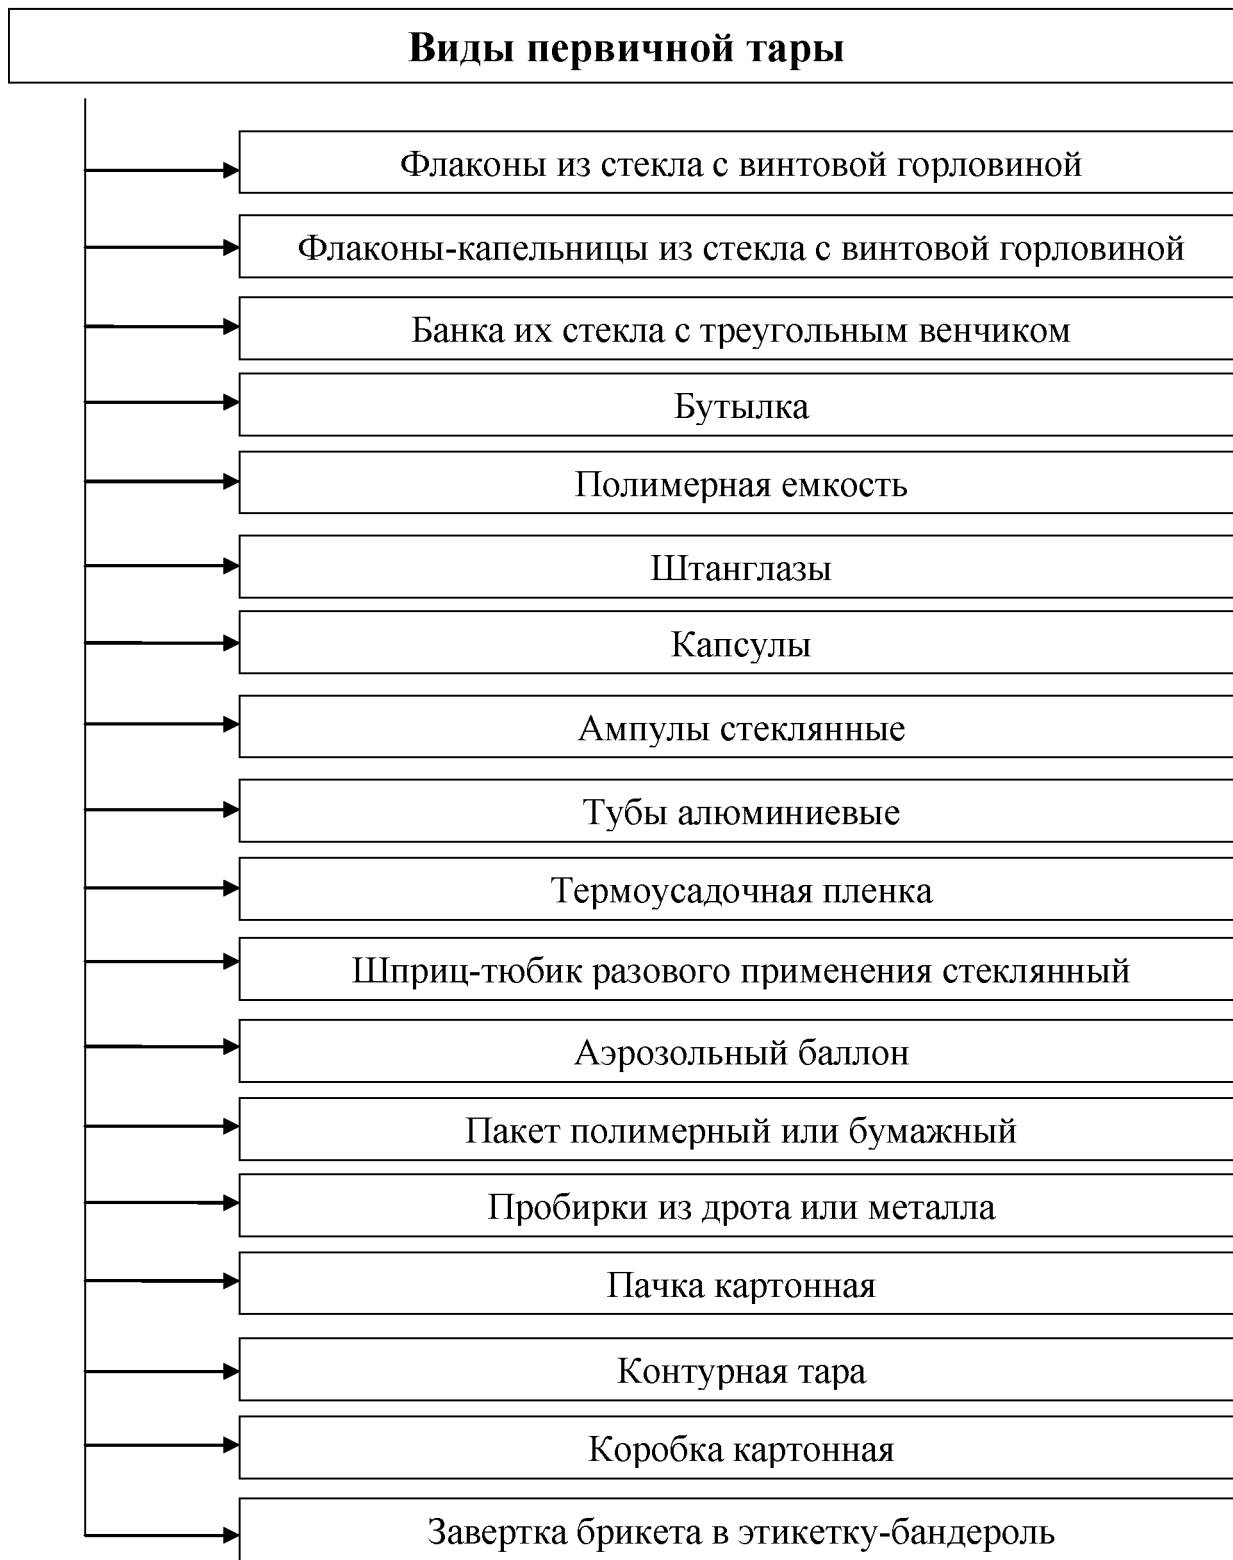 Виды первичной тары
Флаконы из стекла с винтовой горловиной
Флаконы-капельницы из стекла с винтовой горловиной
Банка их стекла с треугольным венчиком
Бутылка
Полимерная емкость
Штанглазы
Капсулы
Ампулы стеклянные
Тубы алюминиевые
Термоусадочная пленка
Шприц-тюбик разового применения стеклянный
Аэрозольный баллон
Пакет полимерный или бумажный
Пробирки из дрота или металла
Пачка картонная
Контурная тара
Коробка картонная
Завертка брикета в этикетку-бандероль